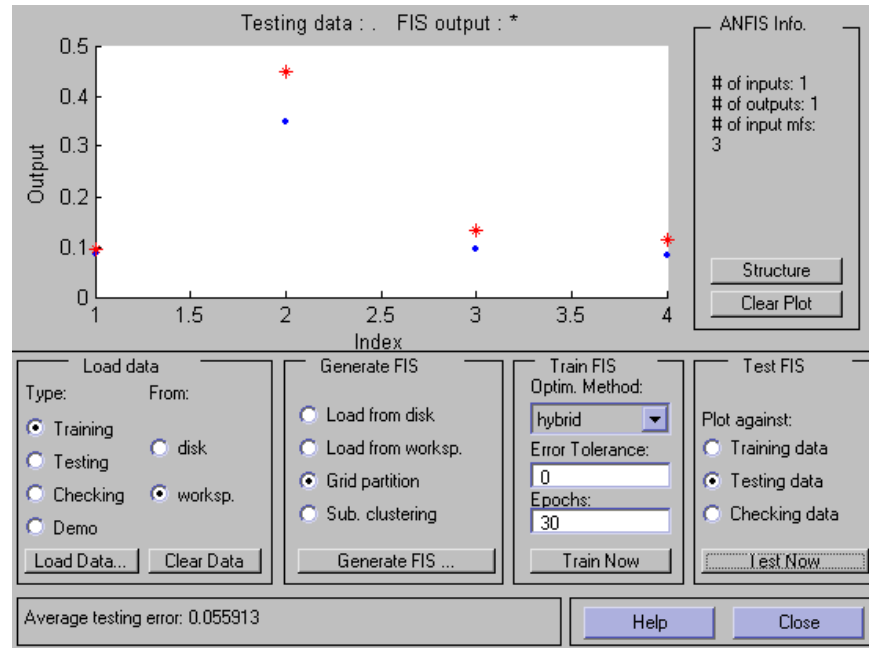 Testing data : .   FIS output : *
ANFIS Info.
0.5
0.4
0.3
0.2
0.1
0
Output
1
1.5
2
2.5
3
3.5
4
Index
# of inputs: 1
# of outputs: 1
# of input mfs:
3
Structure
Clear Plot
Load data
Type:
From:
Training
Testing
Checking
Demo
disk
worksp.
Load Data...
Clear Data
Generate FIS
Load from disk
Load from worksp.
Grid partition
Sub. clustering
Generate FIS ...
Train FIS
Optim. Method:
hybrid
Error Tolerance:
0
Epochs:
30
Train Now
Test FIS
Plot against:
Training data
Testing data
Checking data
Test Now
Average testing error: 0.055913
Help
Close